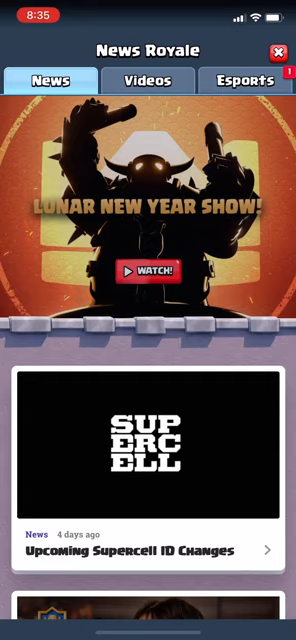 8:35
News Royale
News
Videos
Esports
1
LUNAR NEW YEAR SHOW!
WATCH!
SUP
ERC
ELL
News 4 days ago
Upcoming Supercell ID Changes